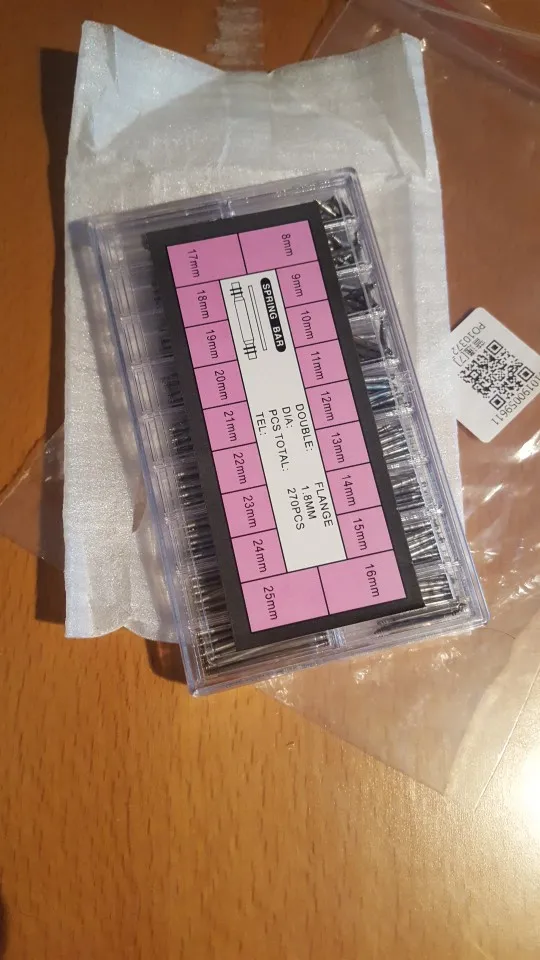 8mm
9mm
10mm
11mm
12mm
13mm
14mm
15mm
16mm
SPRING BAR
DOUBLE: FLANGE
DIA: 1.8MM
PCS TOTAL: 270PCS
TEL:
17mm
18mm
19mm
20mm
21mm
22mm
23mm
24mm
25mm